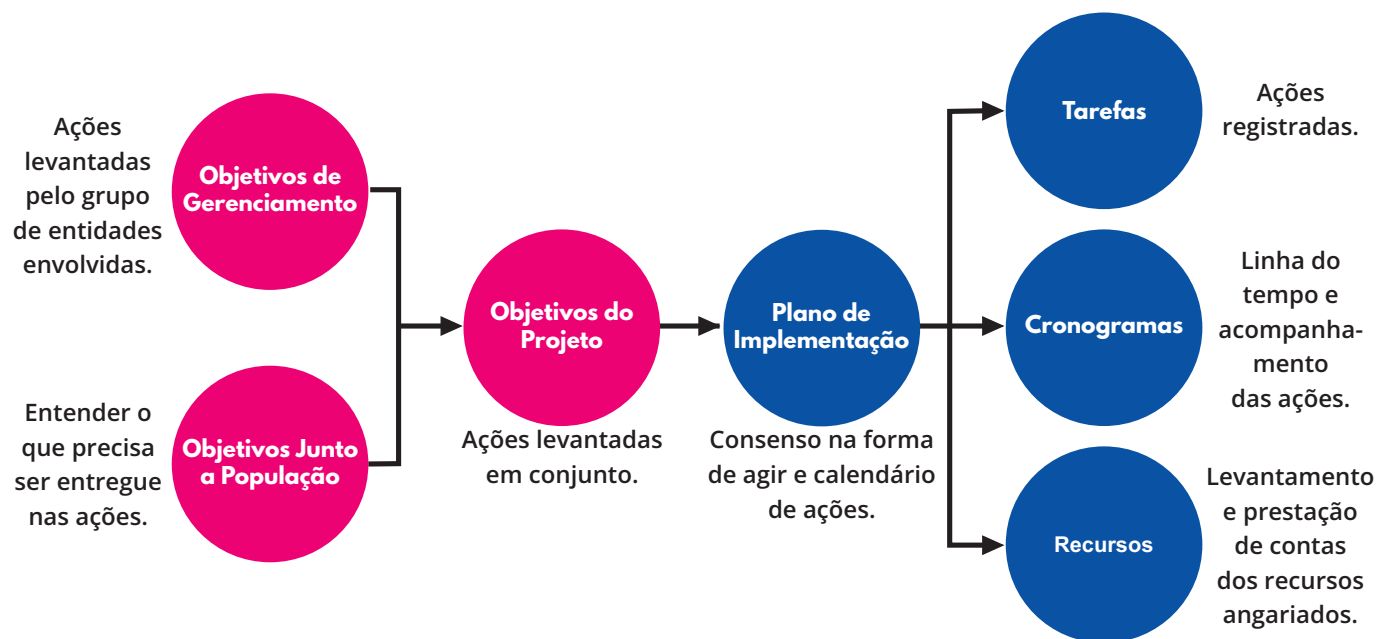 Ações
levantadas
pelo grupo
de entidades
envolvidas.
Objetivos de
Gerenciamento
Entender o
que precisa
ser entregue
nas ações.
Objetivos Junto
a População
Objetivos do
Projeto
Ações levantadas
em conjunto.
Plano de
Implementação
Consenso na forma
de agir e calendário
de ações.
Tarefas
Ações
registradas.
Cronogramas
Linha do
tempo e
acompanha-
mento
das ações.
Recursos
Levantamento
e prestação
de contas
dos recursos
angariados.